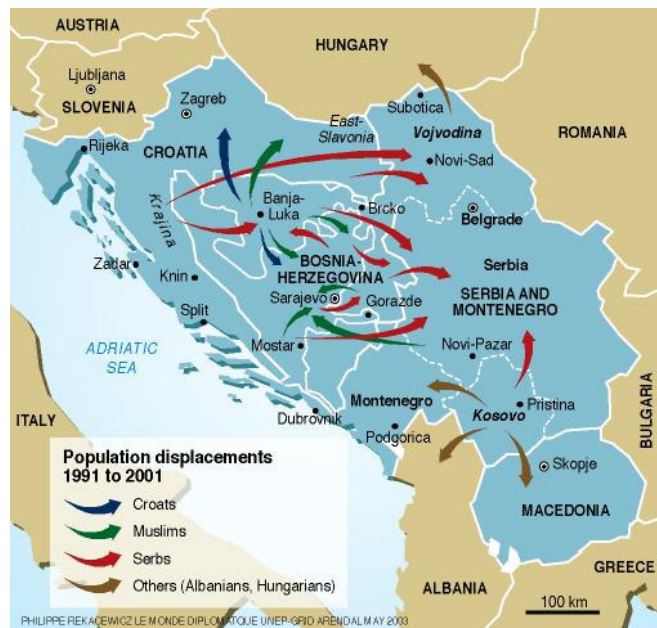 AUSTRIA
HUNGARY
Ljubljana
SLOVENIA
Zagreb
Subotica
ROMANIA
East-
Slavonia
Vojvodina
Rijeka
CROATIA
Novi-Sad
Krajina
Banja-
Luka
Brcko
Belgrade
BOSNIA-
HERZEGOVINA
Serbia
Zadar
Knin
Sarajevo
SERBIA AND
MONTENEGRO
Gorazde
Split
ADRIATIC
SEA
Mostar
Novi-Pazar
ITALY
Dubrovnik
Montenegro
Kosovo
Pristina
BULGARIA
Podgorica
Skopje
MACEDONIA
Population displacements
1991 to 2001
Croats
Muslims
Serbs
Others (Albanians, Hungarians)
ALBANIA
GREECE
100 km
PHILIPPE REKACEWICZ LE MONDE DIPLOMATQUE UNEP-GRID ARENDAL MAY 2003